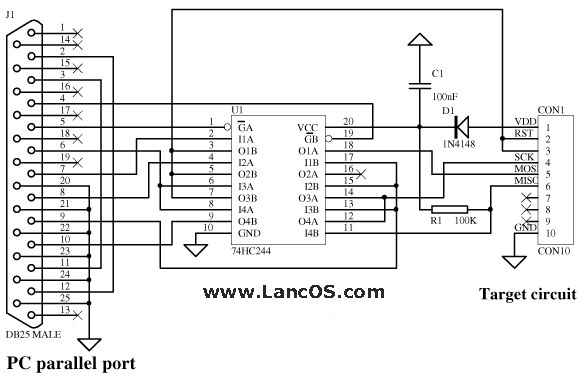 J1
1
14
2
15
3
16
4
17
5
18
6
19
7
20
8
21
9
22
10
23
11
24
12
25
13
DB25 MALE
PC parallel port
U1
1 GA VCC 20
2 I1A GB 19
3 O1B O1A 18
4 I2A I1B 17
5 O2B O2A 16
6 I3A I2B 15
7 O3B O3A 14
8 I4A I3B 13
9 O4B O4A 12
10 GND I4B 11
74HC244
C1
100nF
D1
1N4148
R1 100K
CON1
VDD 1
RST 2
3
SCK 4
MOSI 5
MISO 6
7
8
9
GND 10
CON10
www.LancOS.com
Target circuit